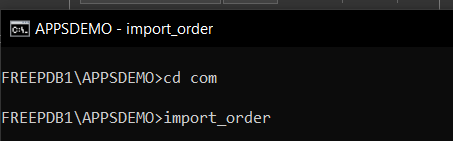 APPSDEMO - import_order
FREEPDB1\APPSDEMO>cd com
FREEPDB1\APPSDEMO>import_order